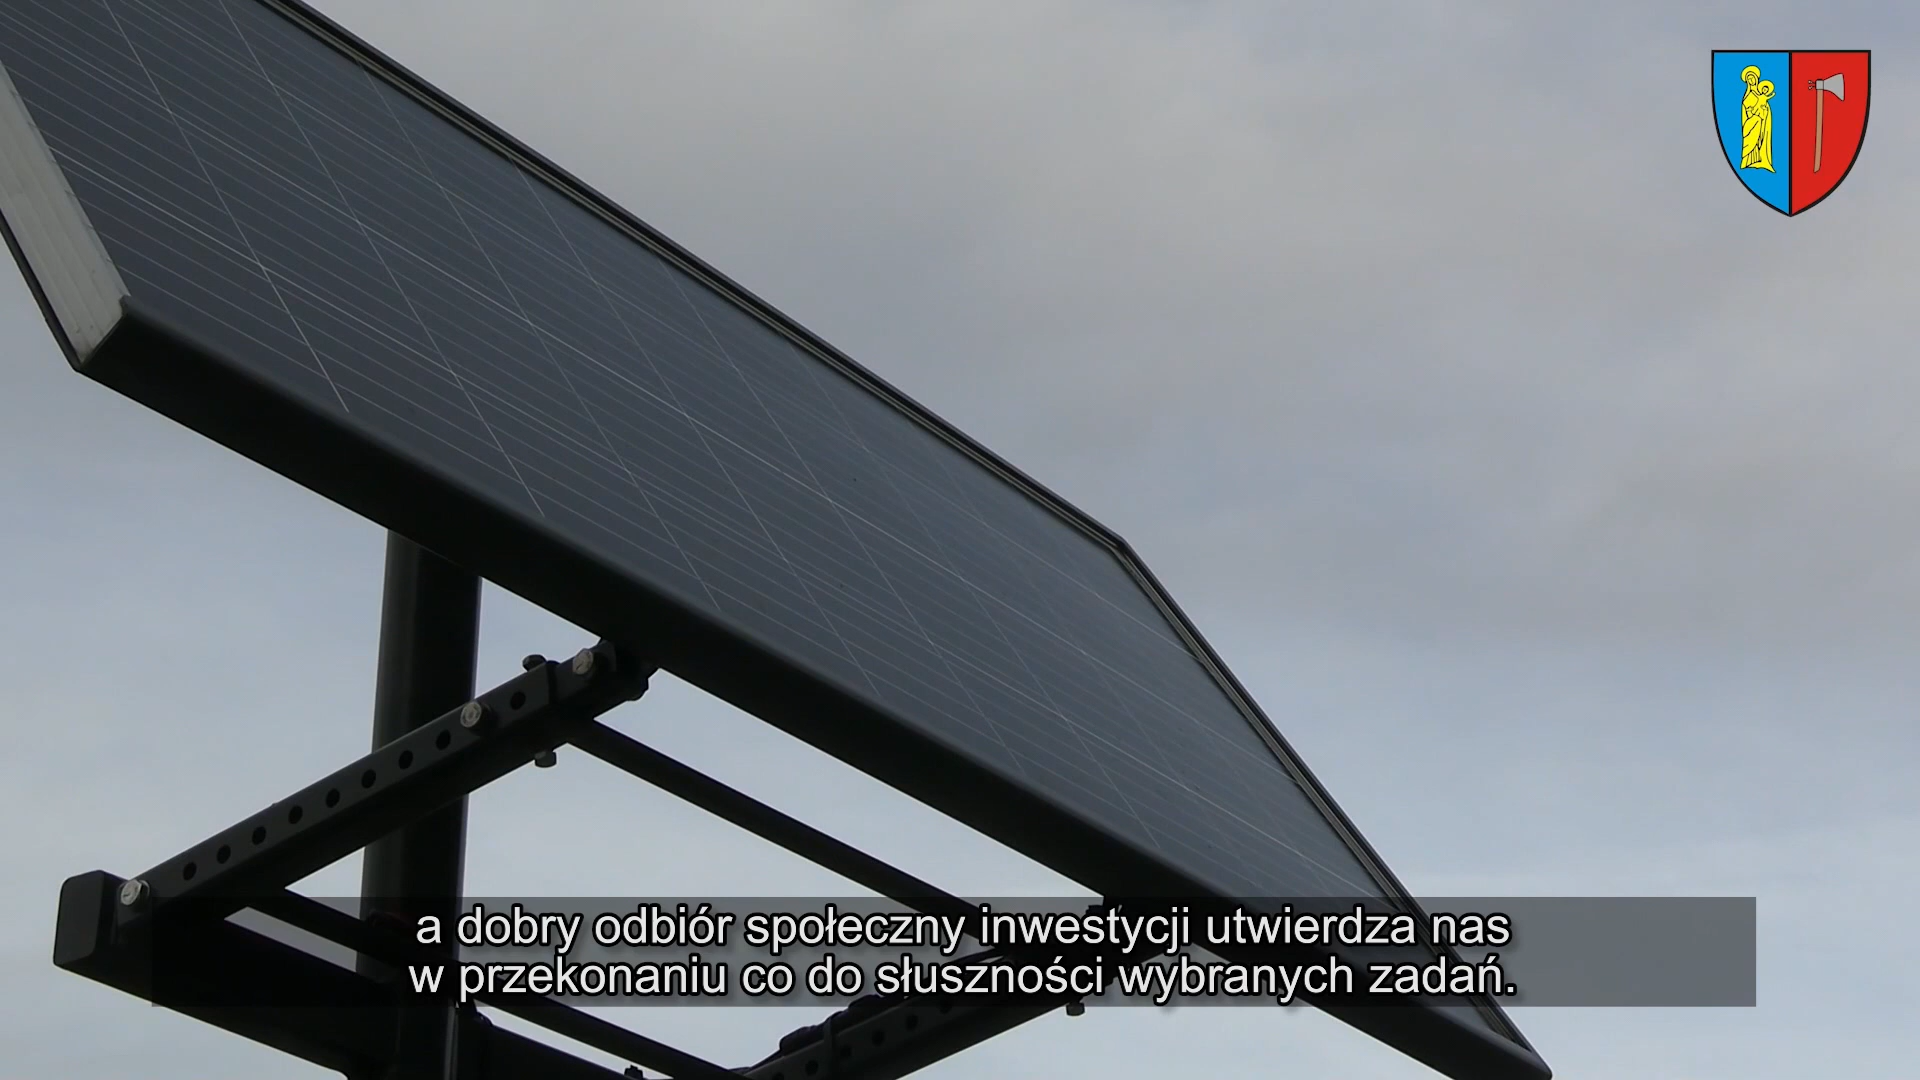 a dobry odbiór społeczny inwestycji utwierdza nas
w przekonaniu co do słuszności wybranych zadań.